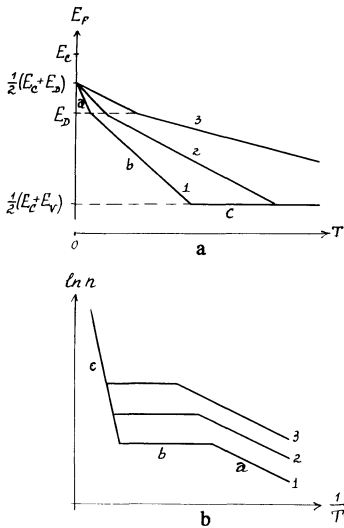 E_F
E_C
½(E_C+E_D)
a
E_D
3
2
b
1
½(E_C+E_V)
c
0
T
a
ln n
c
3
2
b
a
1
1/T
b